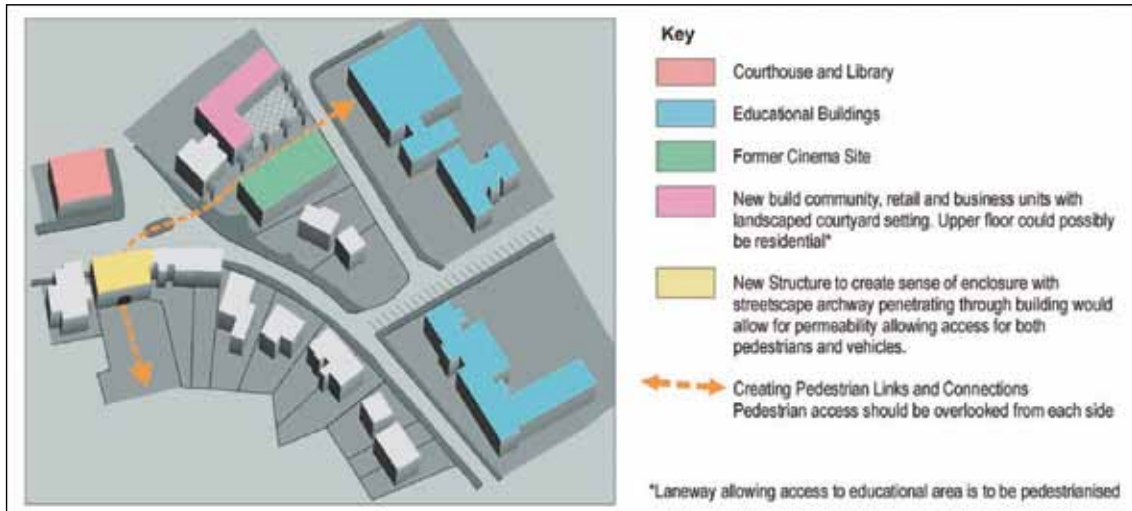 Key
Courthouse and Library
Educational Buildings
Former Cinema Site
New build community, retail and business units with
landscaped courtyard setting. Upper floor could possibly
be residential*
New Structure to create sense of enclosure with
streetscape archway penetrating through building would
allow for permeability allowing access for both
pedestrians and vehicles.
Creating Pedestrian Links and Connections
Pedestrian access should be overlooked from each side
*Laneway allowing access to educational area is to be pedestrianised